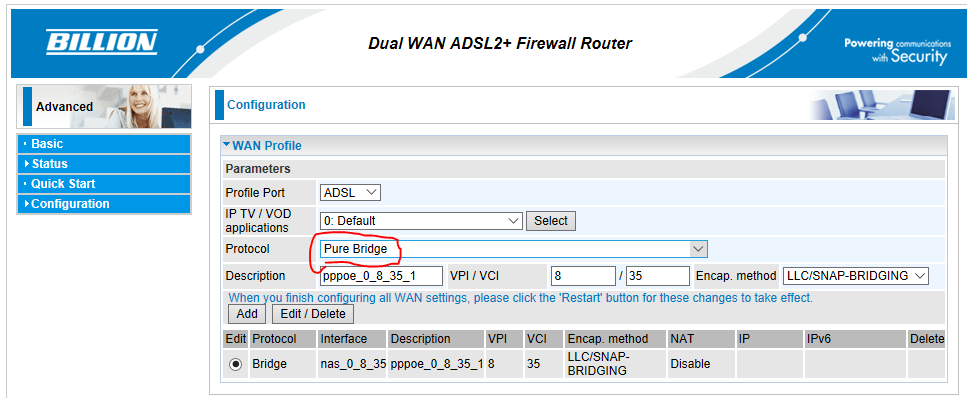 BILLION
Dual WAN ADSL2+ Firewall Router
Powering communications
with Security
Advanced
Basic
Status
Quick Start
Configuration
Configuration
WAN Profile
Parameters
Profile Port ADSL
IP TV / VOD
applications
0: Default Select
Protocol Pure Bridge
Description pppoe_0_8_35_1 VPI / VCI 8 / 35 Encap. method LLC/SNAP-BRIDGING
When you finish configuring all WAN settings, please click the 'Restart' button for these changes to take effect.
Add Edit / Delete
Edit Protocol Interface Description VPI VCI Encap. method NAT IP IPv6 Delete
Bridge nas_0_8_35 pppoe_0_8_35_1 8 35 LLC/SNAP-
BRIDGING Disable